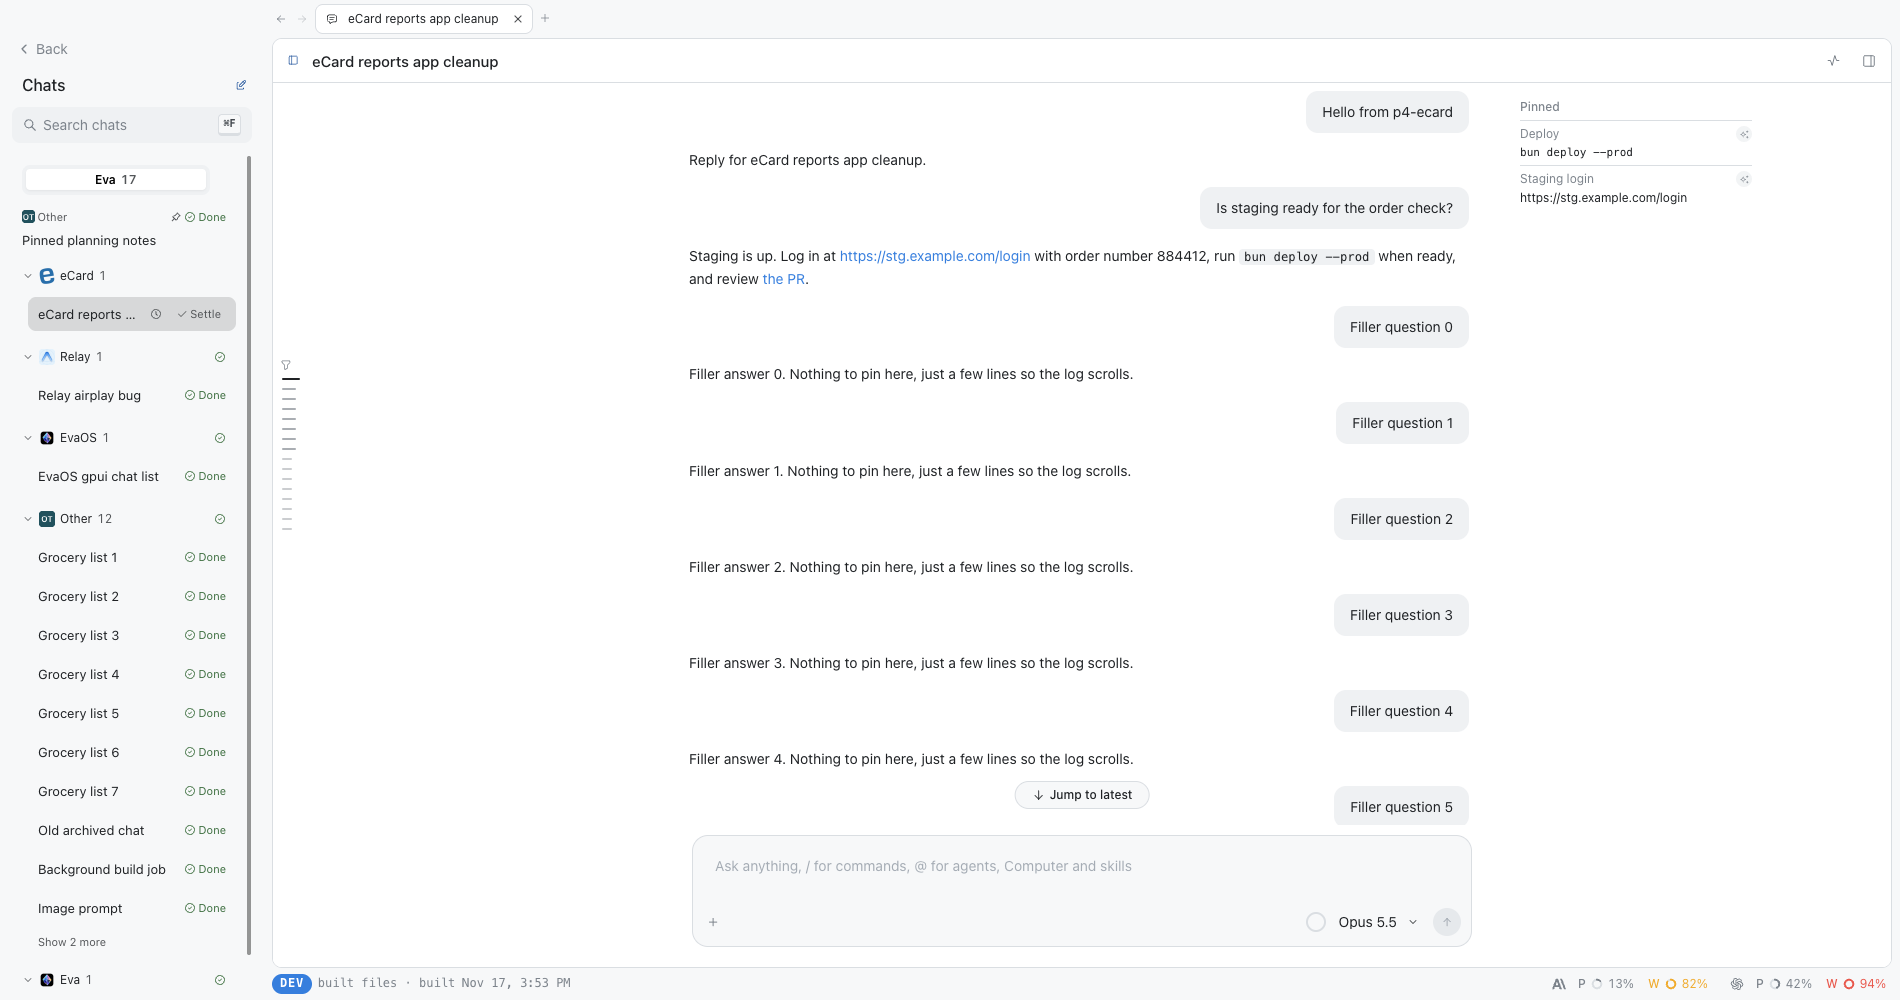 eCard reports app cleanup
Back
Chats
Search chats
⌘F
Eva 17
OT Other
Done
Pinned planning notes
eCard 1
eCard reports ...
Settle
Relay 1
Relay airplay bug
Done
EvaOS 1
EvaOS gpui chat list
Done
OT Other 12
Grocery list 1
Done
Grocery list 2
Done
Grocery list 3
Done
Grocery list 4
Done
Grocery list 5
Done
Grocery list 6
Done
Grocery list 7
Done
Old archived chat
Done
Background build job
Done
Image prompt
Done
Show 2 more
Eva 1
eCard reports app cleanup
Hello from p4-ecard
Reply for eCard reports app cleanup.
Is staging ready for the order check?
Staging is up. Log in at https://stg.example.com/login with order number 884412, run bun deploy --prod when ready,
and review the PR.
Filler question 0
Filler answer 0. Nothing to pin here, just a few lines so the log scrolls.
Filler question 1
Filler answer 1. Nothing to pin here, just a few lines so the log scrolls.
Filler question 2
Filler answer 2. Nothing to pin here, just a few lines so the log scrolls.
Filler question 3
Filler answer 3. Nothing to pin here, just a few lines so the log scrolls.
Filler question 4
Filler answer 4. Nothing to pin here, just a few lines so the log scrolls.
Jump to latest
Filler question 5
Ask anything, / for commands, @ for agents, Computer and skills
Opus 5.5
Pinned
Deploy
bun deploy --prod
Staging login
https://stg.example.com/login
DEV built files · built Nov 17, 3:53 PM
P 13% W 82% P 42% W 94%